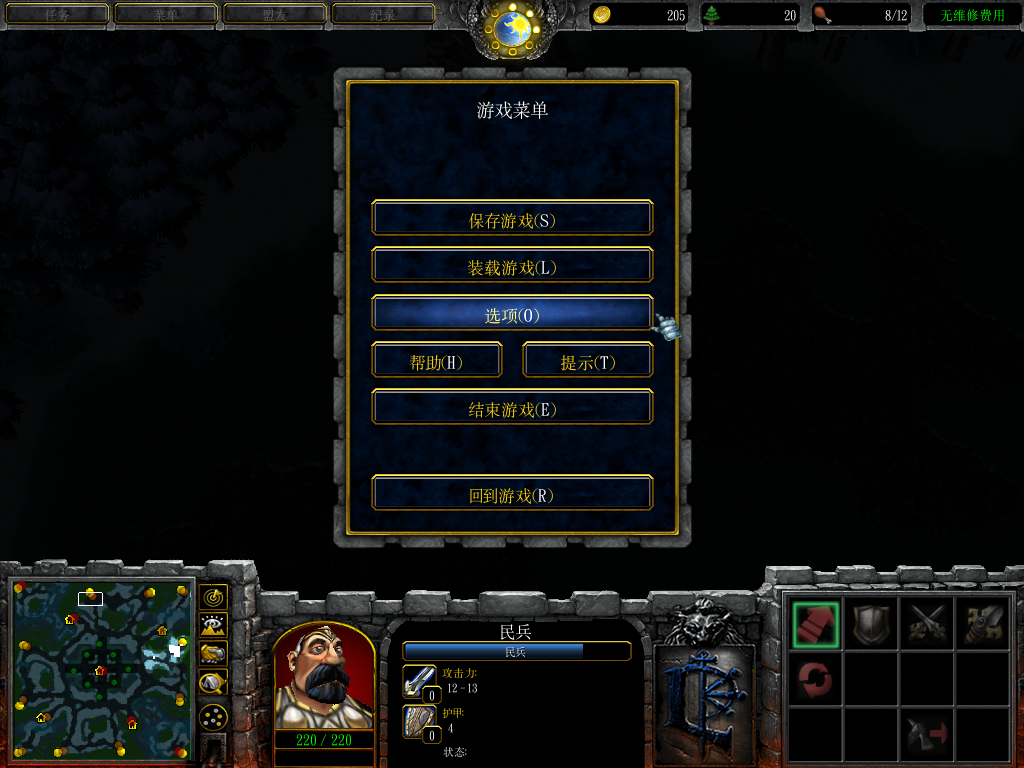 任务 菜单 盟友 纪录 205 20 8/12 无维修费用
游戏菜单
保存游戏(S)
装载游戏(L)
选项(O)
帮助(H) 提示(T)
结束游戏(E)
回到游戏(R)
民兵
民兵
攻击力:
12-13
0
护甲:
4
0
状态:
220 / 220